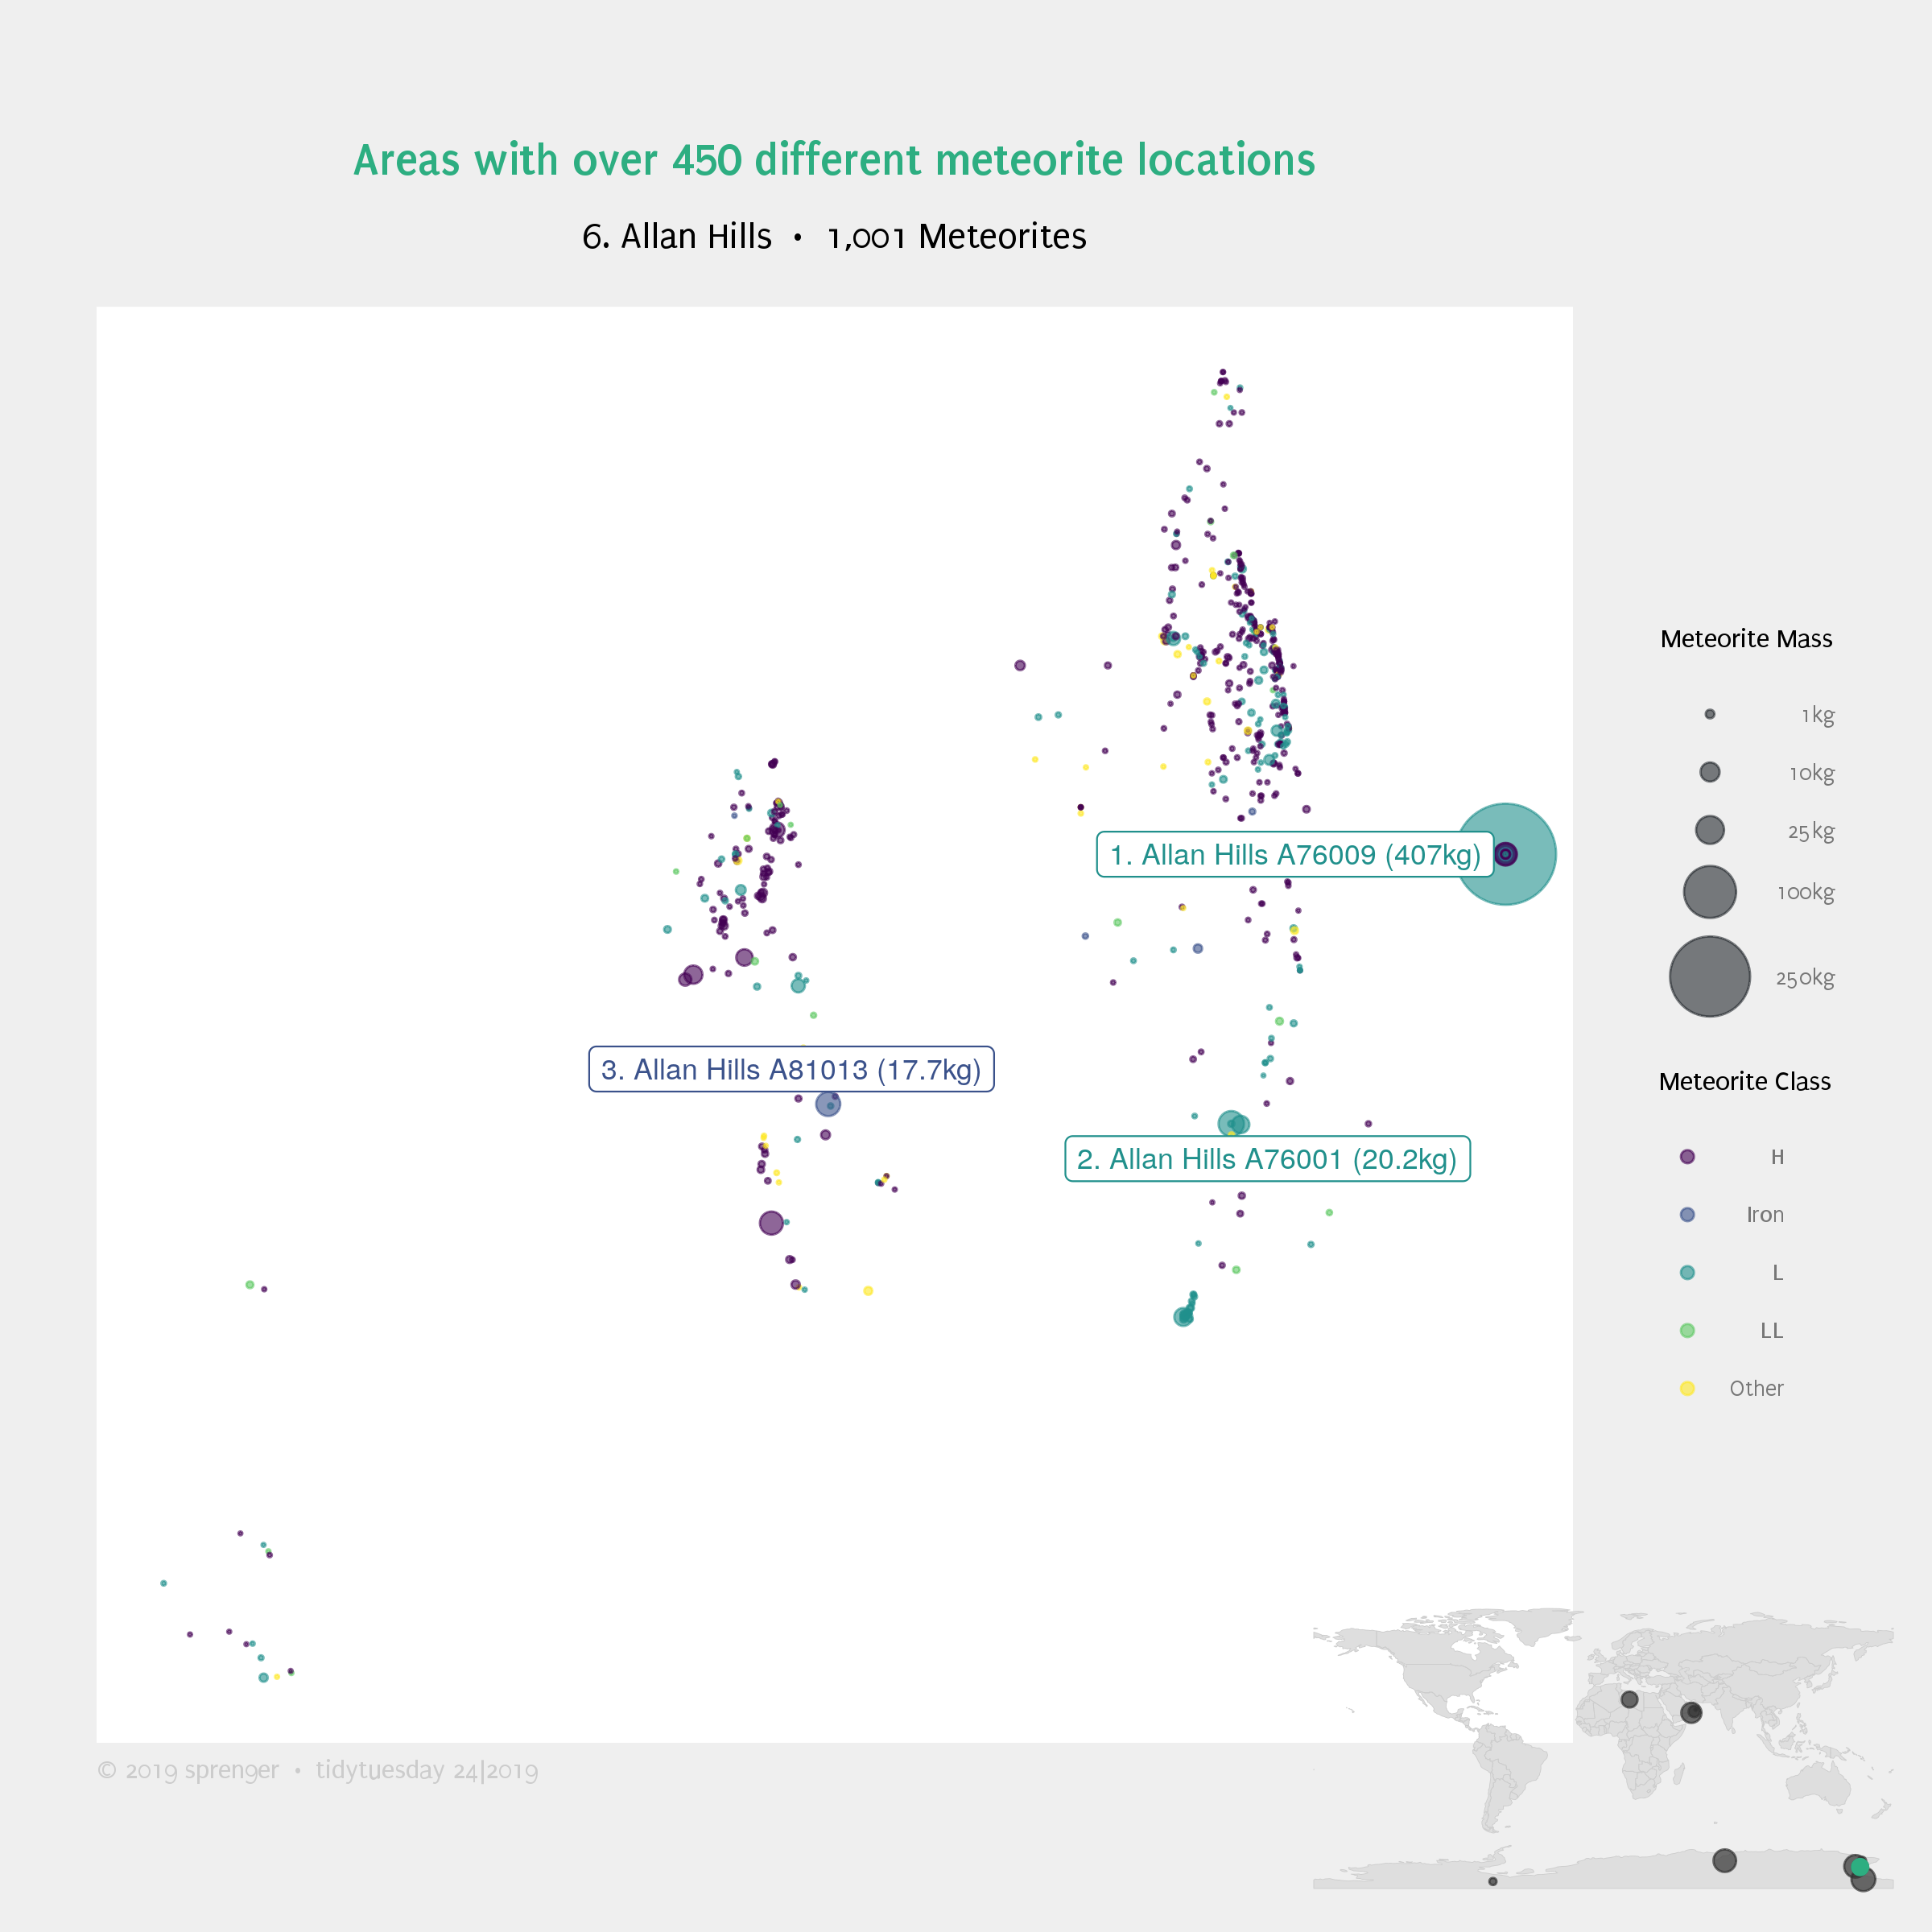 Areas with over 450 different meteorite locations
6. Allan Hills • 1,001 Meteorites
Meteorite Mass
1kg
10kg
25kg
100kg
250kg
1. Allan Hills A76009 (407kg)
3. Allan Hills A81013 (17.7kg)
2. Allan Hills A76001 (20.2kg)
Meteorite Class
H
Iron
L
LL
Other
© 2019 sprenger • tidytuesday 24|2019